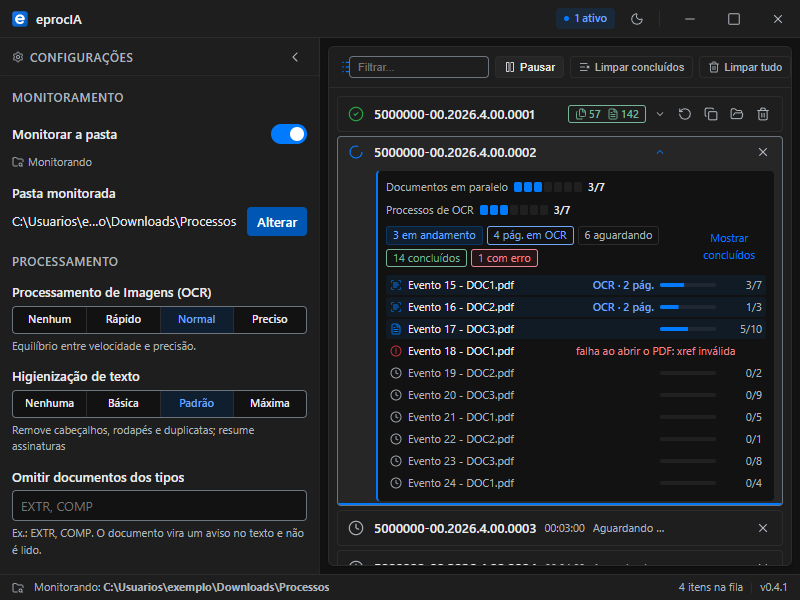 eprocIA
1 ativo
CONFIGURAÇÕES
MONITORAMENTO
Monitorar a pasta
Monitorando
Pasta monitorada
C:\Usuarios\e...o\Downloads\Processos
Alterar
PROCESSAMENTO
Processamento de Imagens (OCR)
Nenhum Rápido Normal Preciso
Equilíbrio entre velocidade e precisão.
Higienização de texto
Nenhuma Básica Padrão Máxima
Remove cabeçalhos, rodapés e duplicatas; resume
assinaturas
Omitir documentos dos tipos
EXTR, COMP
Ex.: EXTR, COMP. O documento vira um aviso no texto e não
é lido.
Filtrar...
Pausar
Limpar concluídos
Limpar tudo
5000000-00.2026.4.00.0001 57 142
5000000-00.2026.4.00.0002
Documentos em paralelo 3/7
Processos de OCR 3/7
3 em andamento 4 pág. em OCR 6 aguardando
14 concluídos 1 com erro
Mostrar
concluídos
Evento 15 - DOC1.pdf OCR · 2 pág. 3/7
Evento 16 - DOC2.pdf OCR · 2 pág. 1/3
Evento 17 - DOC3.pdf 5/10
Evento 18 - DOC1.pdf falha ao abrir o PDF: xref inválida
Evento 19 - DOC2.pdf 0/2
Evento 20 - DOC3.pdf 0/9
Evento 21 - DOC1.pdf 0/5
Evento 22 - DOC2.pdf 0/1
Evento 23 - DOC3.pdf 0/8
Evento 24 - DOC1.pdf 0/4
5000000-00.2026.4.00.0003 00:03:00 Aguardando ...
Monitorando: C:\Usuarios\exemplo\Downloads\Processos
4 itens na fila v0.4.1